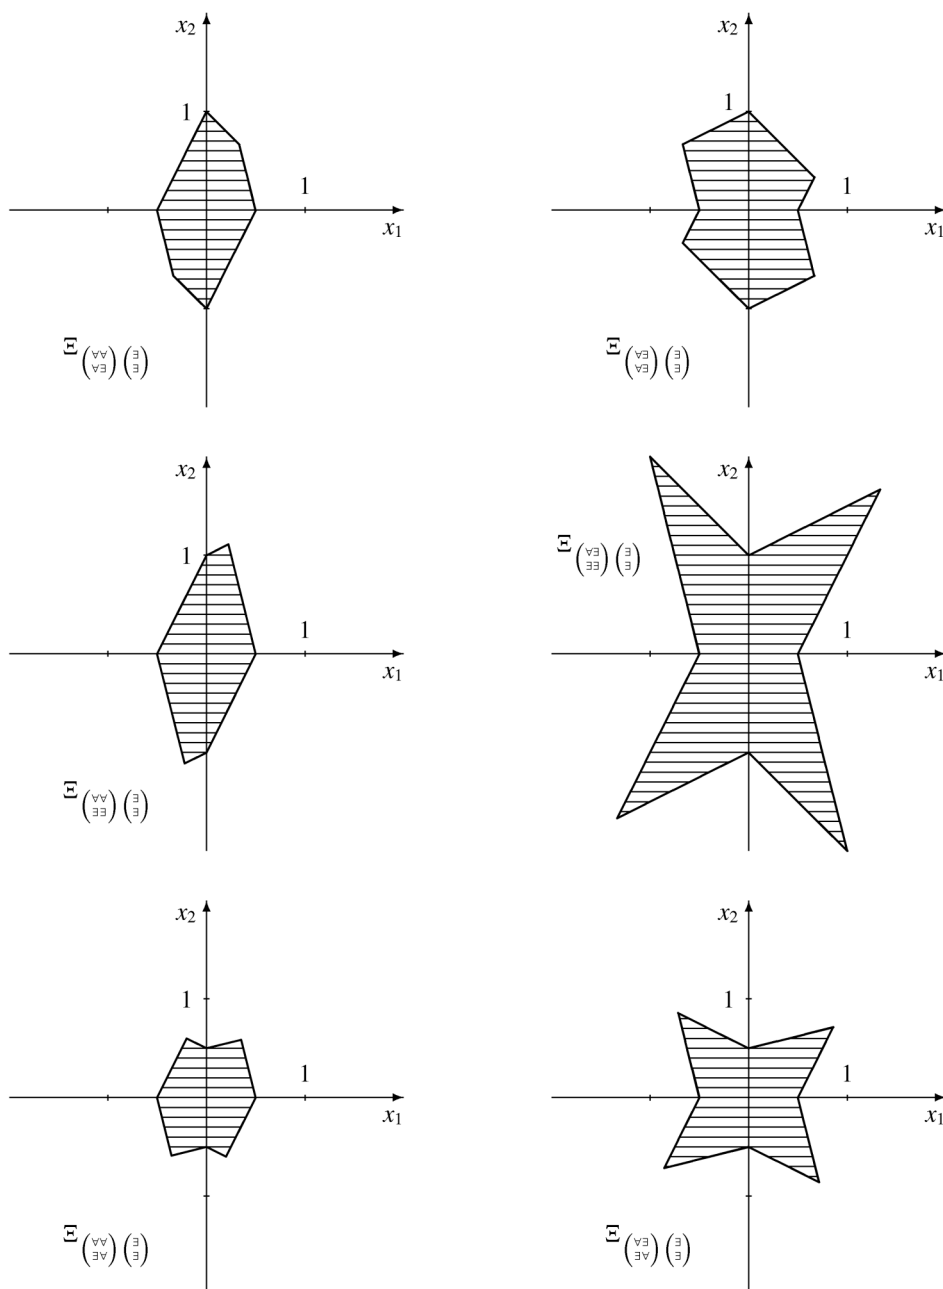 x₂
1
1
x₁
Ξ(∀∀ ∀∃)(∃ ∃)
x₂
1
1
x₁
Ξ(∀∃ ∀∃)(∃ ∃)
x₂
1
1
x₁
Ξ(∀∀ ∃∃)(∃ ∃)
x₂
Ξ(∀∃ ∃∃)(∃ ∃)
1
x₁
x₂
1
1
x₁
Ξ(∀∀ ∃∀)(∃ ∃)
x₂
1
1
x₁
Ξ(∀∃ ∃∀)(∃ ∃)